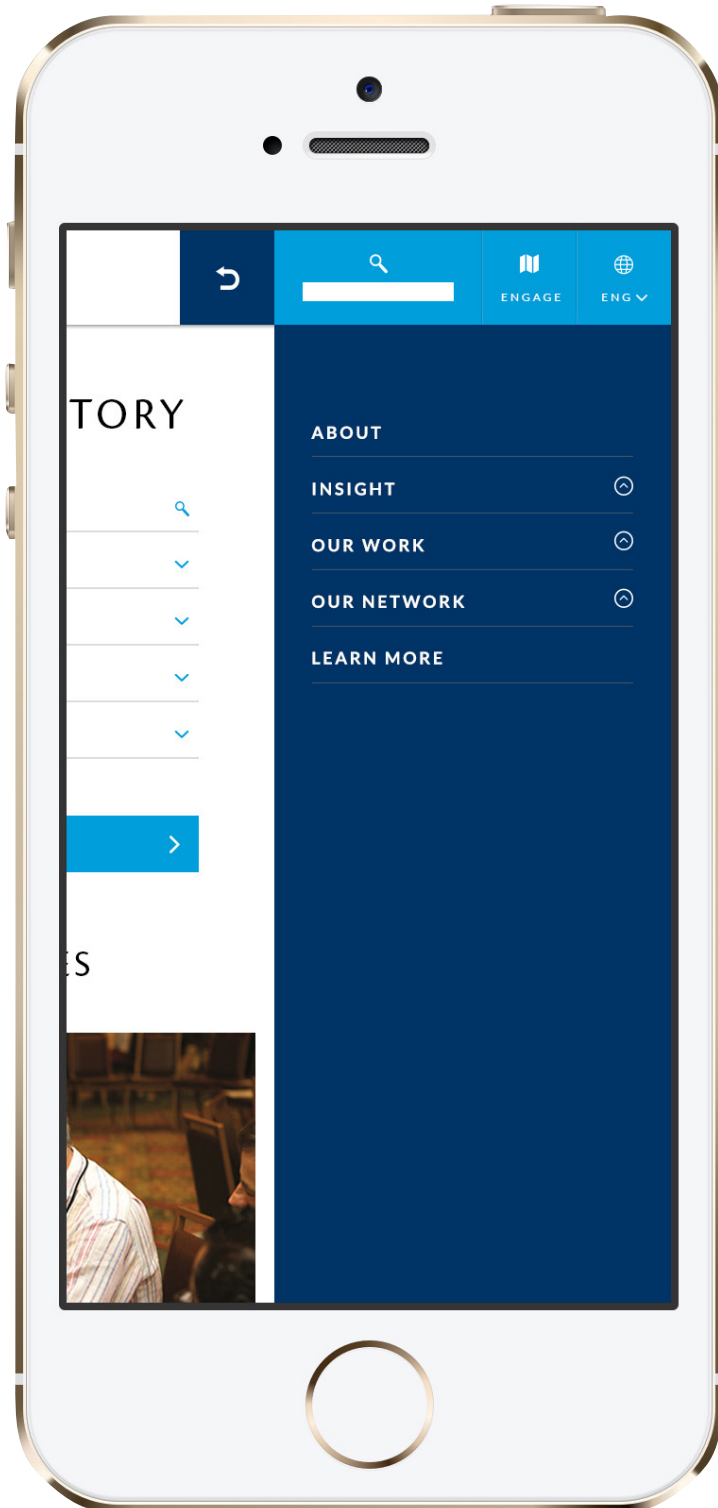 ENGAGE
ENG
TORY
ABOUT
INSIGHT
OUR WORK
OUR NETWORK
LEARN MORE
ES